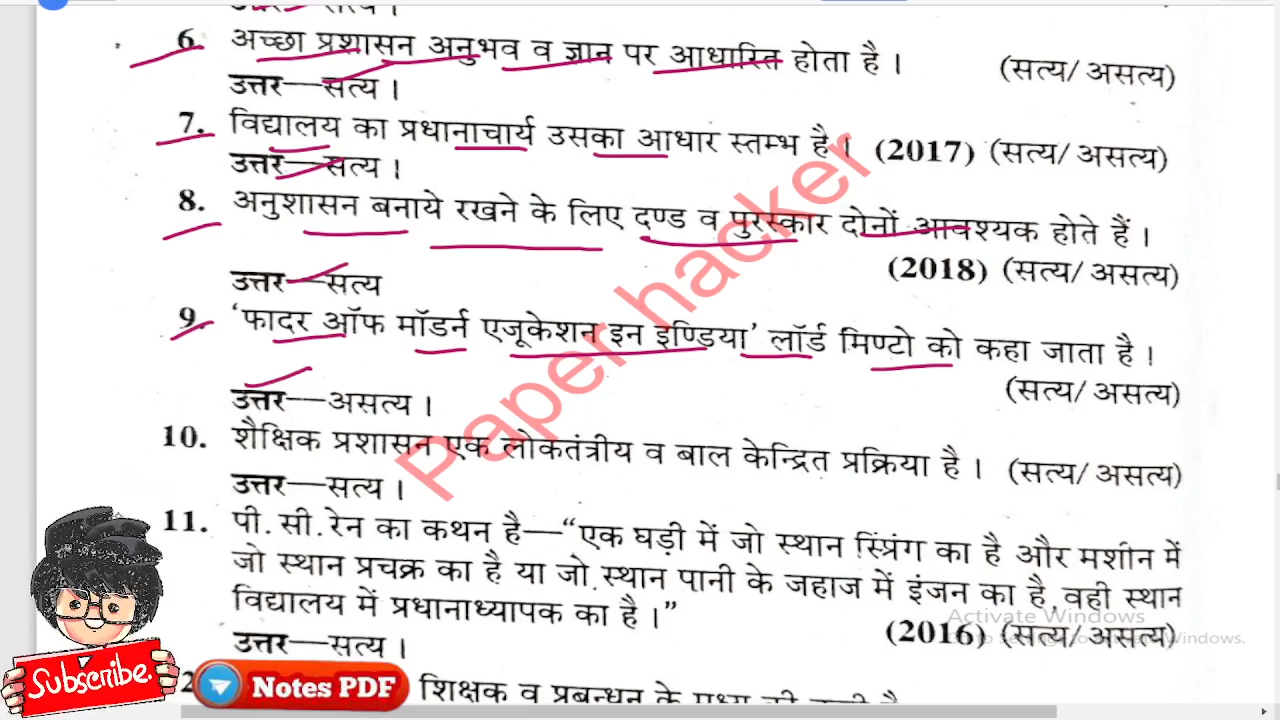 उत्तर—सत्य ।
6. अच्छा प्रशासन अनुभव व ज्ञान पर आधारित होता है । (सत्य/ असत्य)
उत्तर—सत्य ।
7. विद्यालय का प्रधानाचार्य उसका आधार स्तम्भ है । (2017) (सत्य/ असत्य)
उत्तर—सत्य ।
8. अनुशासन बनाये रखने के लिए दण्ड व पुरस्कार दोनों आवश्यक होते हैं ।
(2018) (सत्य/ असत्य)
उत्तर—सत्य
9. ‘फादर ऑफ मॉडर्न एजूकेशन इन इण्डिया’ लॉर्ड मिण्टो को कहा जाता है ।
(सत्य/ असत्य)
उत्तर—असत्य ।
10. शैक्षिक प्रशासन एक लोकतंत्रीय व बाल केन्द्रित प्रक्रिया है । (सत्य/ असत्य)
उत्तर—सत्य ।
11. पी. सी. रेन का कथन है—“एक घड़ी में जो स्थान स्प्रिंग का है और मशीन में
जो स्थान प्रचक्र का है या जो स्थान पानी के जहाज में इंजन का है, वही स्थान
विद्यालय में प्रधानाध्यापक का है ।”
(2016) (सत्य/ असत्य)
उत्तर—सत्य ।
शिक्षक व प्रबन्धन के
Paper hacker
Activate Windows
Subscribe.
Notes PDF